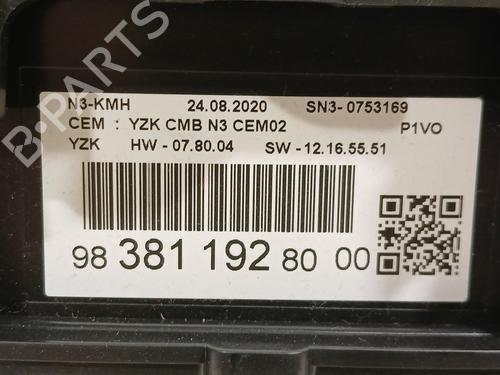 B-PARTS
N3-KMH 24.08.2020 SN3- 0753169
CEM : YZK CMB N3 CEM02 P1VO
YZK HW - 07.80.04 SW - 12.16.55.51
98 381 192 80 00